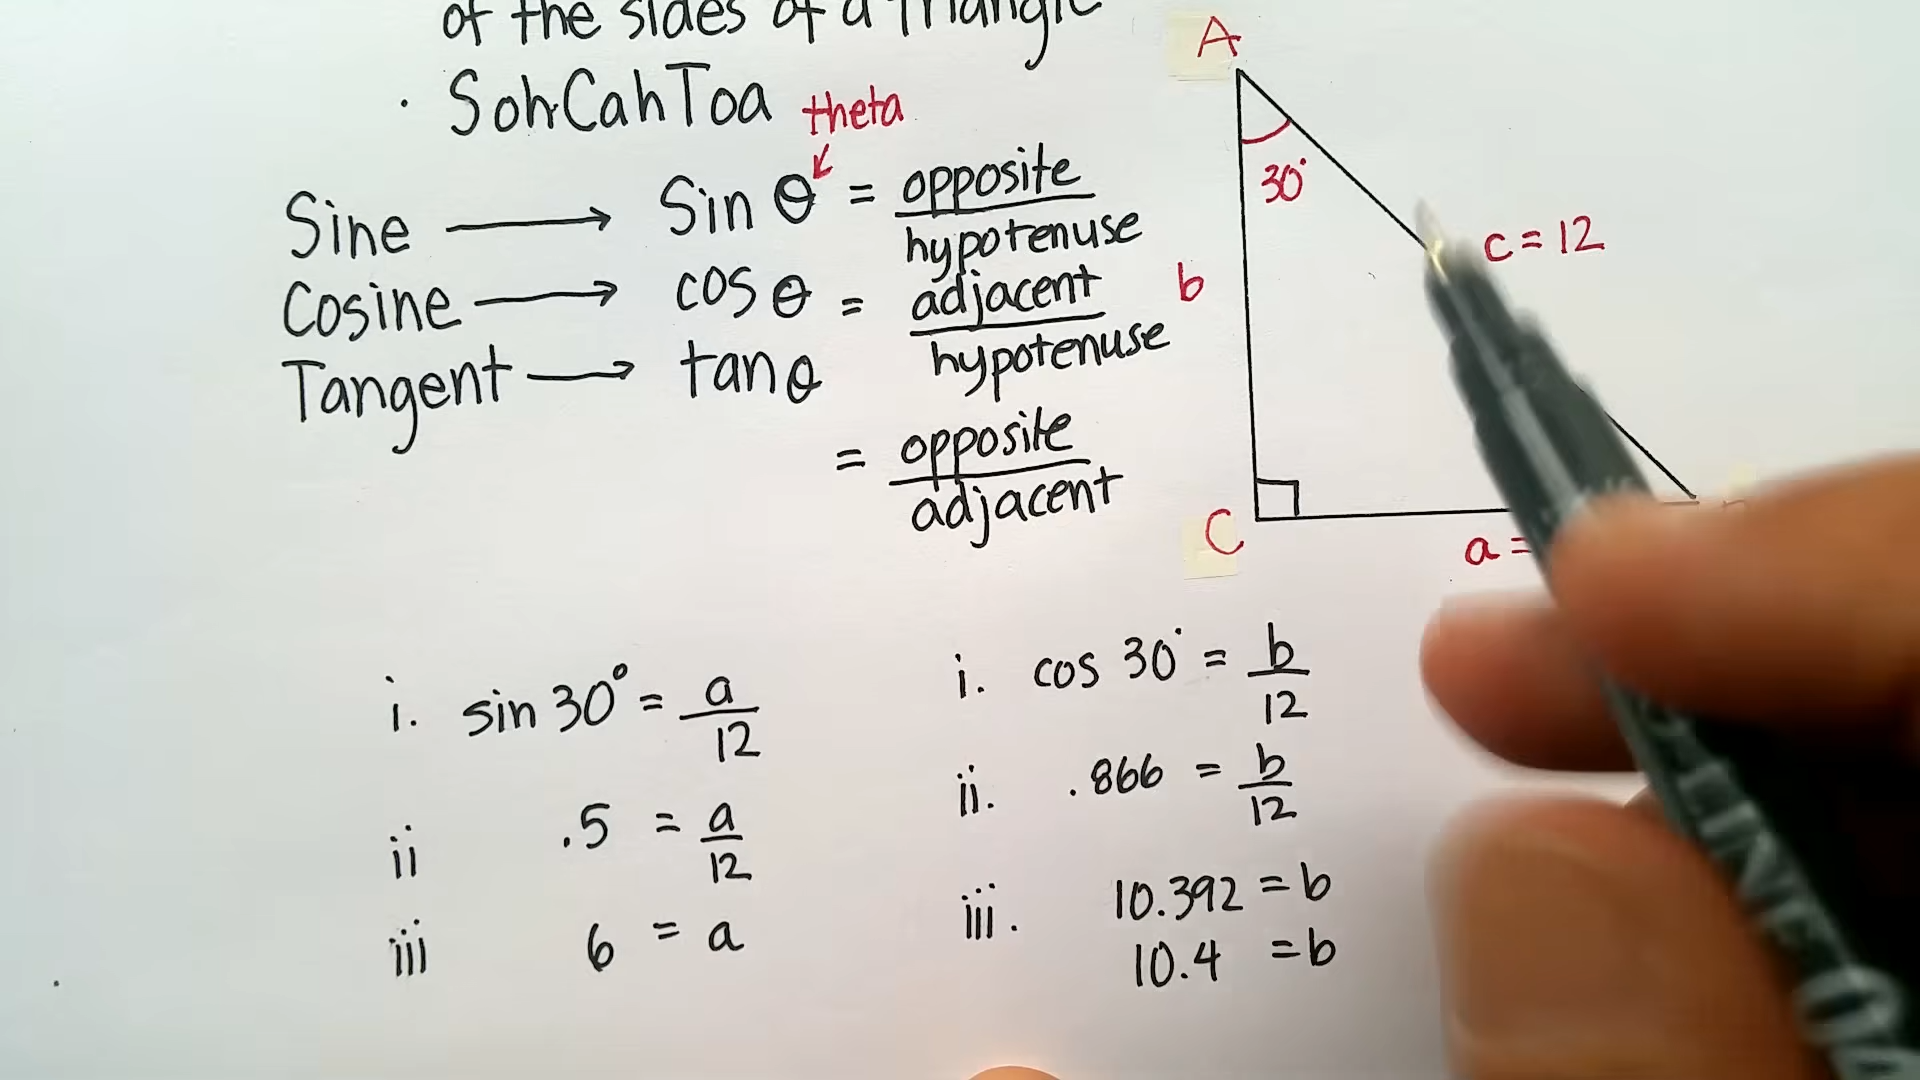 of the sides of a triangle
· SohCahToa theta
Sine → Sin θ = opposite / hypotenuse
Cosine → cos θ = adjacent / hypotenuse
Tangent → tan θ
= opposite / adjacent
A
30°
c = 12
b
C
a =
i. sin 30° = a / 12
ii .5 = a / 12
iii 6 = a
i. cos 30° = b / 12
ii. .866 = b / 12
iii. 10.392 = b
10.4 = b